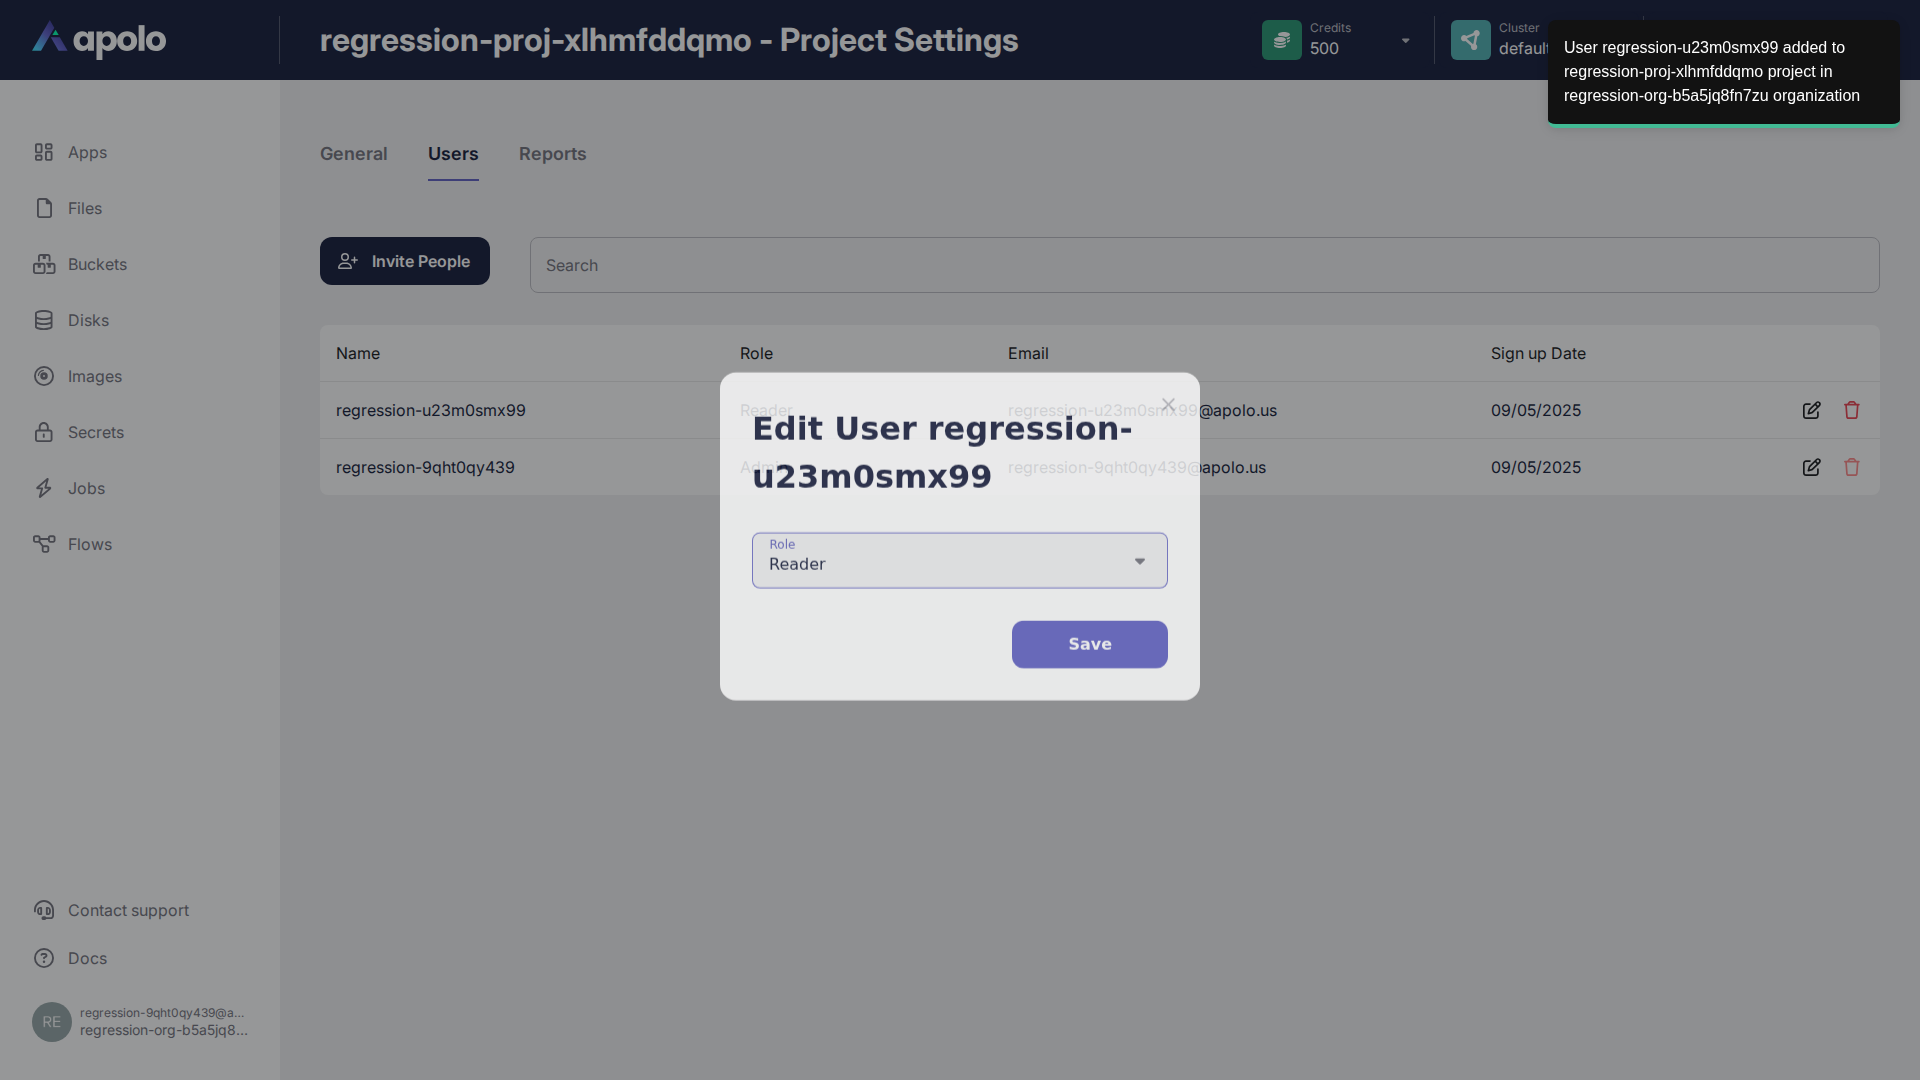 apolo
regression-proj-xlhmfddqmo - Project Settings
Credits
500
Cluster
default
User regression-u23m0smx99 added to
regression-proj-xlhmfddqmo project in
regression-org-b5a5jq8fn7zu organization
Apps
Files
Buckets
Disks
Images
Secrets
Jobs
Flows
Contact support
Docs
RE
regression-9qht0qy439@a...
regression-org-b5a5jq8...
General
Users
Reports
Invite People
Search
Name
Role
Email
Sign up Date
regression-u23m0smx99
Reader
regression-u23m0smx99@apolo.us
09/05/2025
regression-9qht0qy439
Admin
regression-9qht0qy439@apolo.us
09/05/2025
Edit User regression-
u23m0smx99
Role
Reader
Save